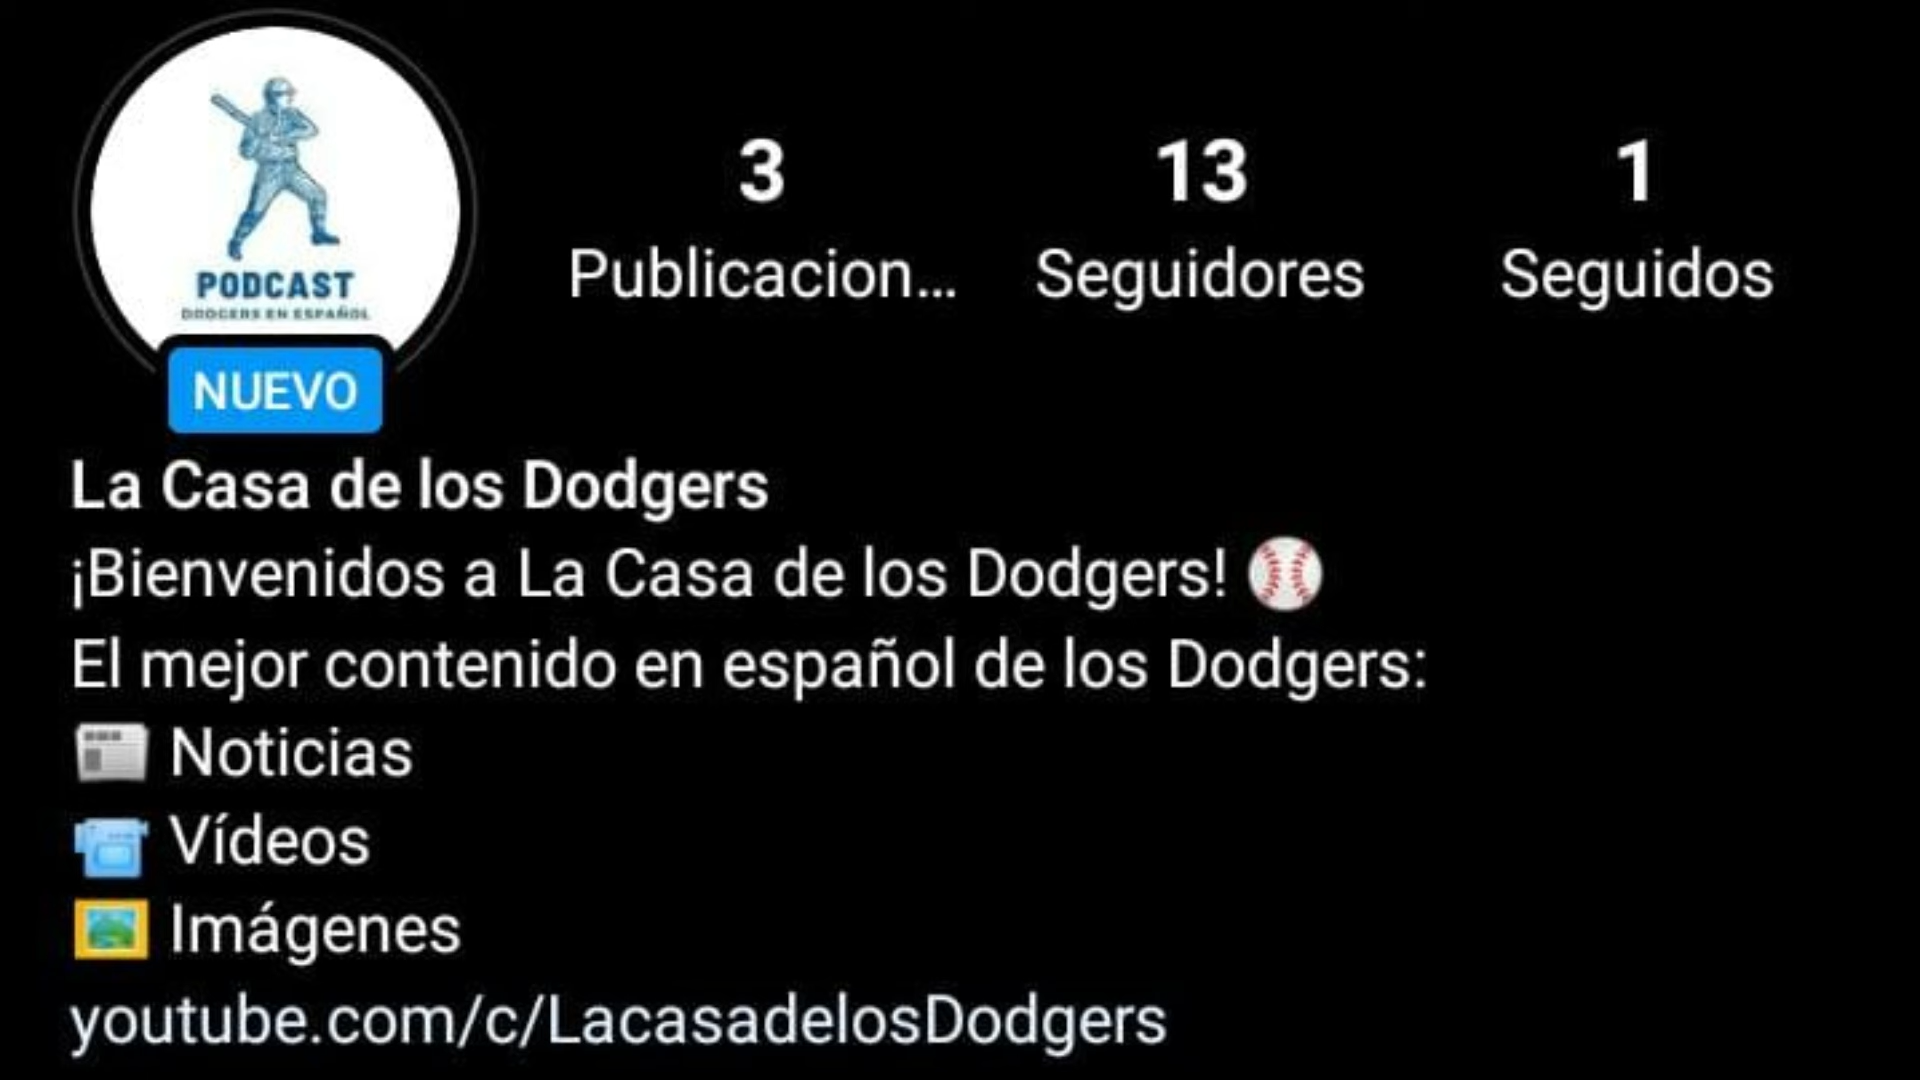 PODCAST
DODGERS EN ESPAÑOL
NUEVO
3
Publicacion...
13
Seguidores
1
Seguidos
La Casa de los Dodgers
¡Bienvenidos a La Casa de los Dodgers! ⚾
El mejor contenido en español de los Dodgers:
📰 Noticias
📹 Vídeos
🖼️ Imágenes
youtube.com/c/LacasadelosDodgers